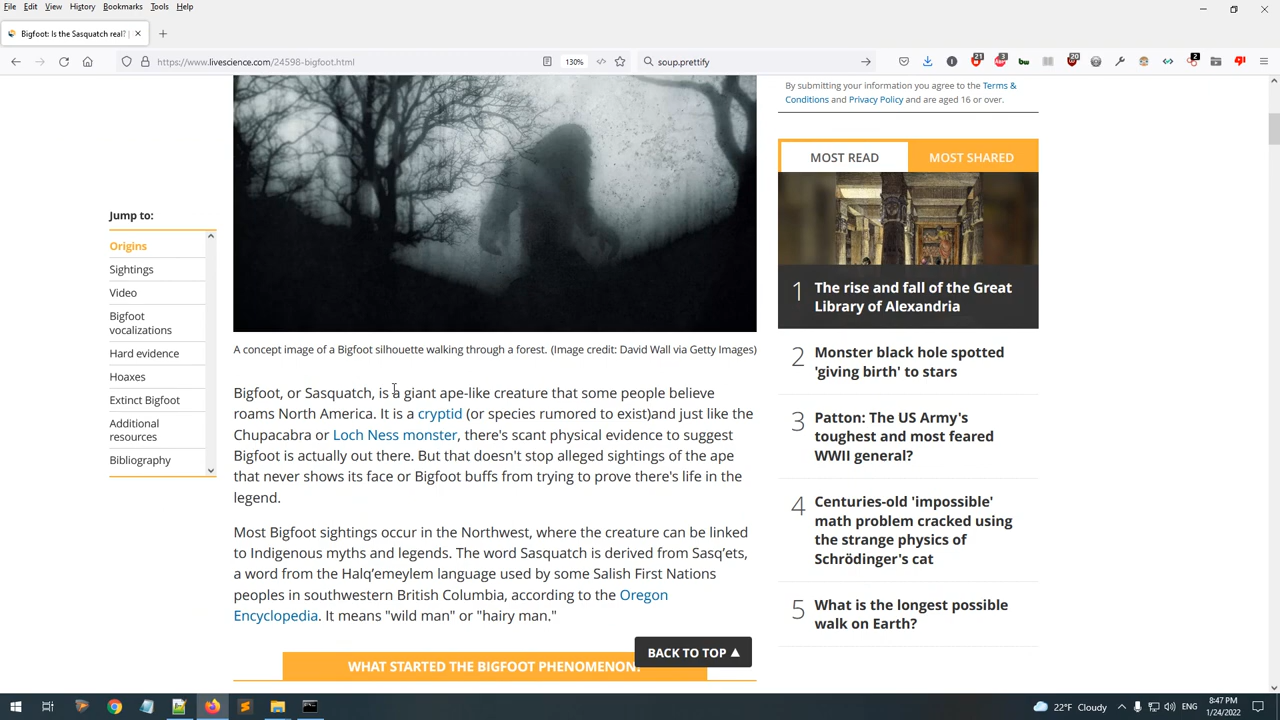 File Edit View History Bookmarks Tools Help
Bigfoot: Is the Sasquatch real? |
https://www.livescience.com/24598-bigfoot.html
130%
soup.prettify
21
3
20
2
By submitting your information you agree to the Terms &
Conditions and Privacy Policy and are aged 16 or over.
MOST READ
MOST SHARED
1
The rise and fall of the Great
Library of Alexandria
2
Monster black hole spotted
'giving birth' to stars
3
Patton: The US Army's
toughest and most feared
WWII general?
4
Centuries-old 'impossible'
math problem cracked using
the strange physics of
Schrödinger's cat
5
What is the longest possible
walk on Earth?
Jump to:
Origins
Sightings
Video
Bigfoot
vocalizations
Hard evidence
Hoaxes
Extinct Bigfoot
Additional
resources
Bibliography
A concept image of a Bigfoot silhouette walking through a forest. (Image credit: David Wall via Getty Images)
Bigfoot, or Sasquatch, is a giant ape-like creature that some people believe
roams North America. It is a cryptid (or species rumored to exist)and just like the
Chupacabra or Loch Ness monster, there's scant physical evidence to suggest
Bigfoot is actually out there. But that doesn't stop alleged sightings of the ape
that never shows its face or Bigfoot buffs from trying to prove there's life in the
legend.
Most Bigfoot sightings occur in the Northwest, where the creature can be linked
to Indigenous myths and legends. The word Sasquatch is derived from Sasq’ets,
a word from the Halq’emeylem language used by some Salish First Nations
peoples in southwestern British Columbia, according to the Oregon
Encyclopedia. It means "wild man" or "hairy man."
BACK TO TOP
WHAT STARTED THE BIGFOOT PHENOMENON?
22°F Cloudy
ENG
8:47 PM
1/24/2022